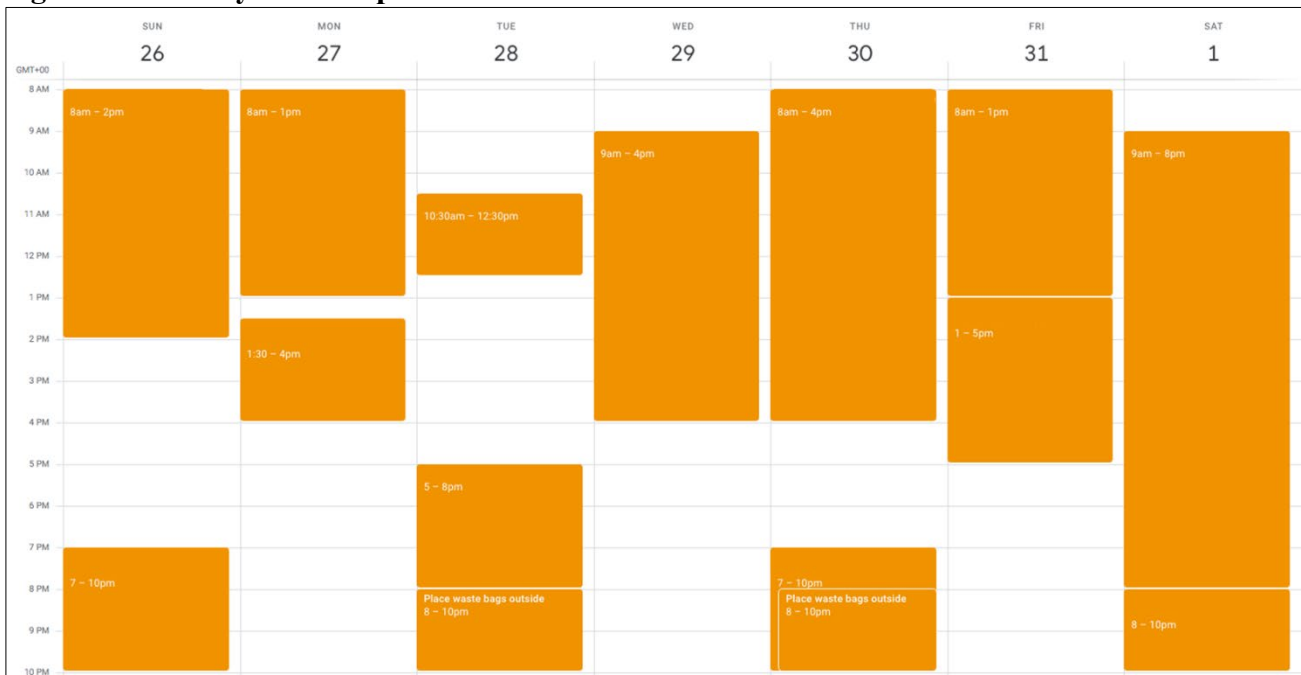 SUN MON TUE WED THU FRI SAT
26 27 28 29 30 31 1
GMT+00
8 AM
8am – 2pm 8am – 1pm 8am – 4pm 8am – 1pm
9 AM
9am – 4pm 9am – 8pm
10 AM
11 AM
10:30am – 12:30pm
12 PM
1 PM
1 – 5pm
2 PM
1:30 – 4pm
3 PM
4 PM
5 PM
5 – 8pm
6 PM
7 PM
7 – 10pm 7 – 10pm
8 PM
Place waste bags outside Place waste bags outside
8 – 10pm 8 – 10pm
8 – 10pm
9 PM
10 PM